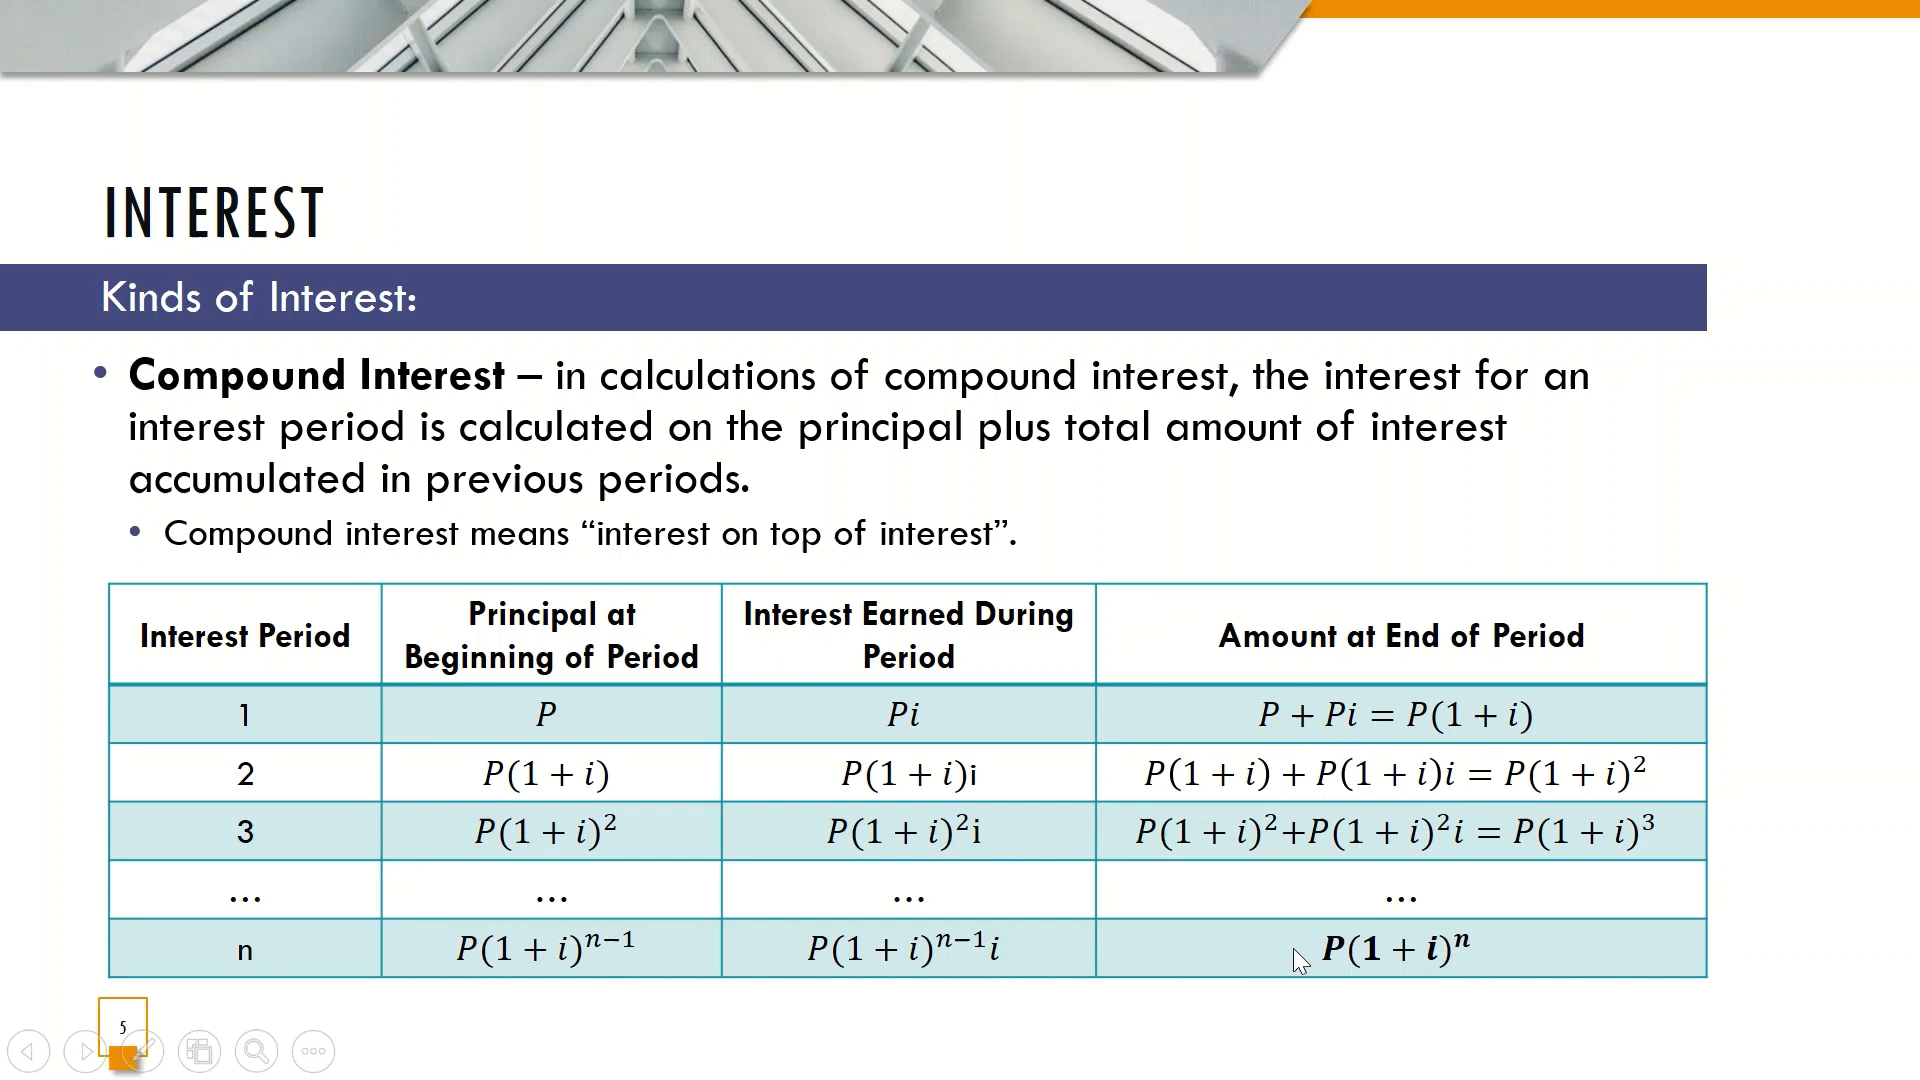 INTEREST
Kinds of Interest:
• Compound Interest – in calculations of compound interest, the interest for an
interest period is calculated on the principal plus total amount of interest
accumulated in previous periods.
• Compound interest means “interest on top of interest”.
Interest Period
Principal at
Beginning of Period
Interest Earned During
Period
Amount at End of Period
1
P
Pi
P + Pi = P(1 + i)
2
P(1 + i)
P(1 + i)i
P(1 + i) + P(1 + i)i = P(1 + i)²
3
P(1 + i)²
P(1 + i)²i
P(1 + i)²+P(1 + i)²i = P(1 + i)³
…
…
…
…
n
P(1 + i)ⁿ⁻¹
P(1 + i)ⁿ⁻¹i
P(1 + i)ⁿ
5